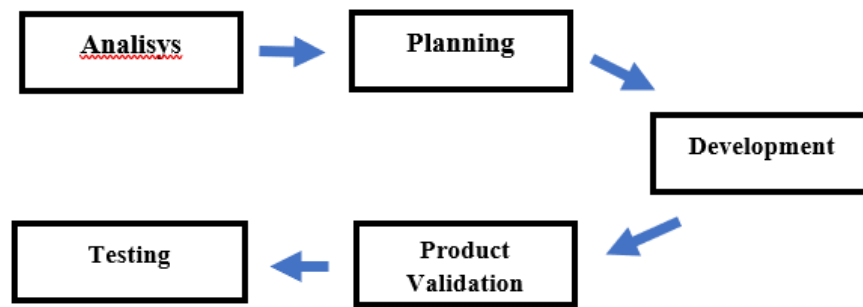 Analisys
Planning
Development
Product
Validation
Testing